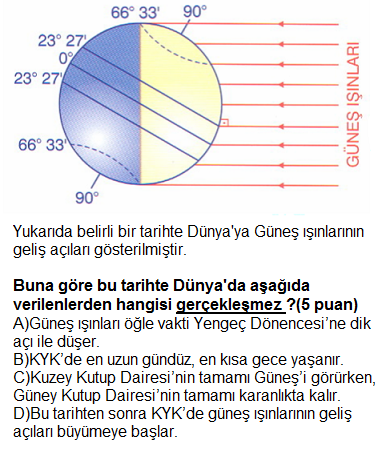 66° 33'
90°
23° 27'
0°
23° 27'
66° 33'
90°
GÜNEŞ IŞINLARI
Yukarıda belirli bir tarihte Dünya'ya Güneş ışınlarının
geliş açıları gösterilmiştir.
Buna göre bu tarihte Dünya'da aşağıda
verilenlerden hangisi gerçekleşmez ?(5 puan)
A)Güneş ışınları öğle vakti Yengeç Dönencesi’ne dik
açı ile düşer.
B)KYK’de en uzun gündüz, en kısa gece yaşanır.
C)Kuzey Kutup Dairesi’nin tamamı Güneş’i görürken,
Güney Kutup Dairesi’nin tamamı karanlıkta kalır.
D)Bu tarihten sonra KYK’de güneş ışınlarının geliş
açıları büyümeye başlar.